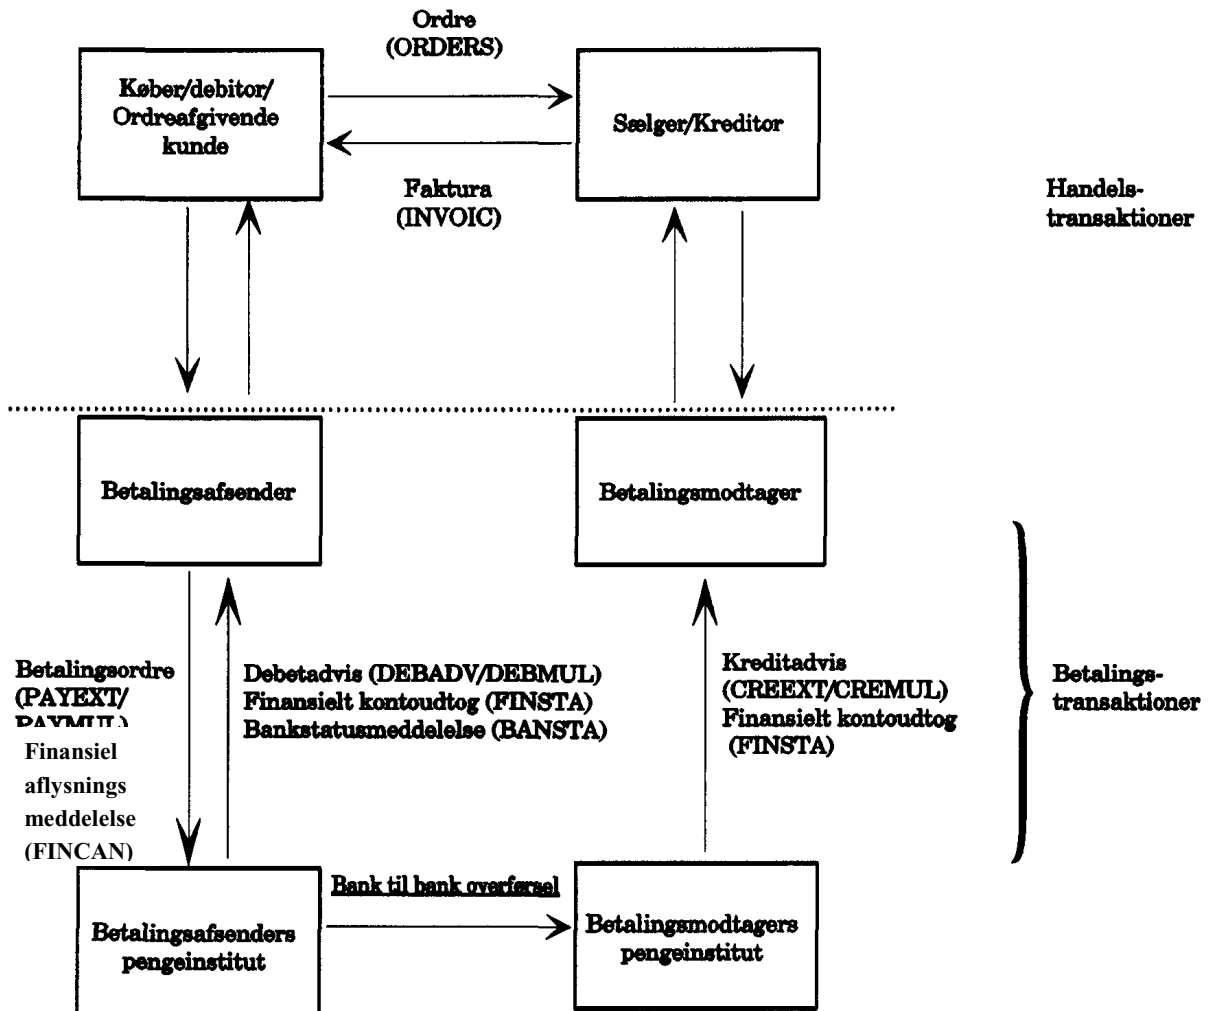 Ordre
(ORDERS)
Køber/debitor/
Ordreafgivende
kunde
Sælger/Kreditor
Faktura
(INVOIC)
Handels-
transaktioner
Betalingsafsender
Betalingsmodtager
Betalingsordre
(PAYEXT/
PAYMUL)
Finansiel
aflysnings
meddelelse
(FINCAN)
Debetadvis (DEBADV/DEBMUL)
Finansielt kontoudtog (FINSTA)
Bankstatusmeddelelse (BANSTA)
Kreditadvis
(CREEXT/CREMUL)
Finansielt kontoudtog
(FINSTA)
Betalings-
transaktioner
Bank til bank overførsel
Betalingsafsenders
pengeinstitut
Betalingsmodtagers
pengeinstitut